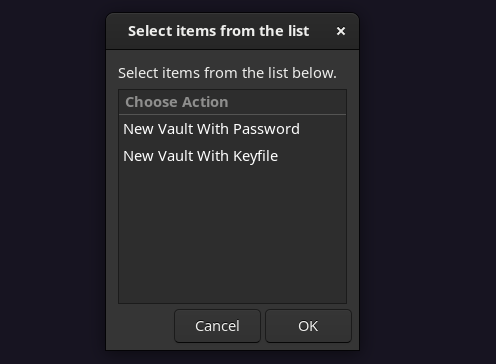 Select items from the list
Select items from the list below.
Choose Action
New Vault With Password
New Vault With Keyfile
Cancel OK